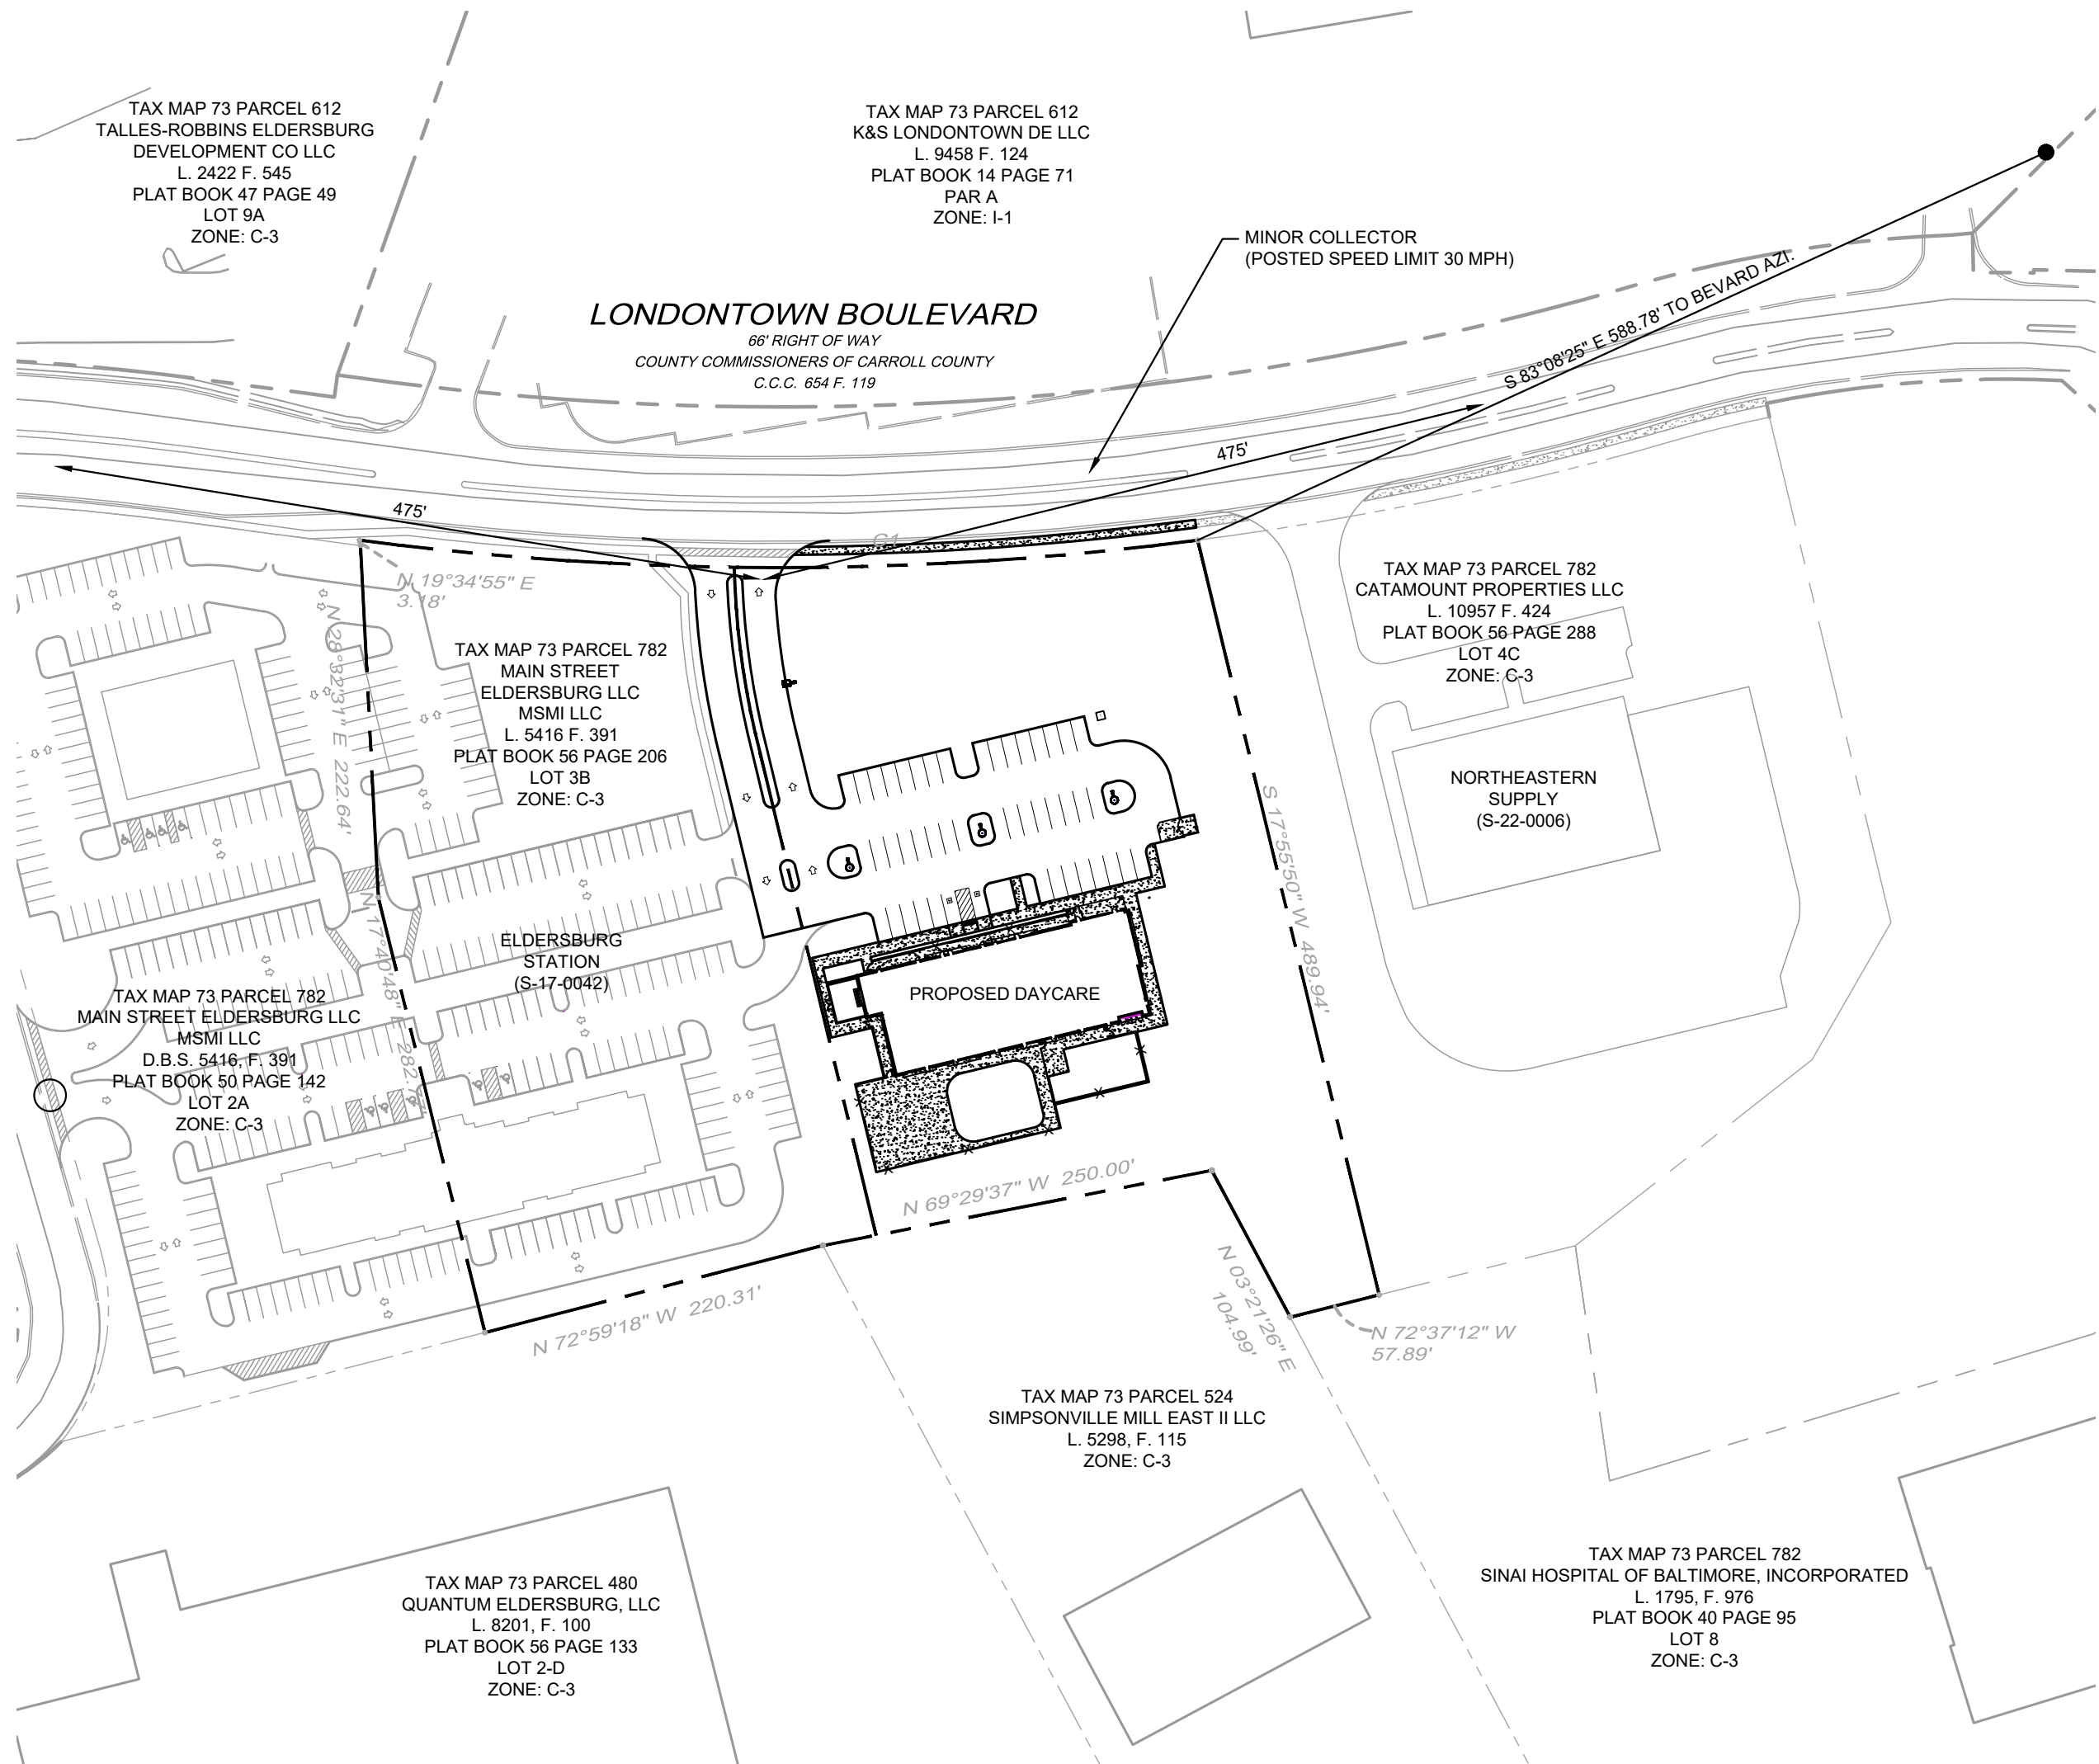 TAX MAP 73 PARCEL 612
TALLES-ROBBINS ELDERSBURG
DEVELOPMENT CO LLC
L. 2422 F. 545
PLAT BOOK 47 PAGE 49
LOT 9A
ZONE: C-3
TAX MAP 73 PARCEL 612
K&S LONDONTOWN DE LLC
L. 9458 F. 124
PLAT BOOK 14 PAGE 71
PAR A
ZONE: I-1
MINOR COLLECTOR
(POSTED SPEED LIMIT 30 MPH)
S 83°08'25" E 588.78' TO BEVARD AZI.
LONDONTOWN BOULEVARD
66' RIGHT OF WAY
COUNTY COMMISSIONERS OF CARROLL COUNTY
C.C.C. 654 F. 119
475'
475'
C1
N 19°34'55" E
3.18'
N 28°32'31" E 222.64'
TAX MAP 73 PARCEL 782
MAIN STREET
ELDERSBURG LLC
MSMI LLC
L. 5416 F. 391
PLAT BOOK 56 PAGE 206
LOT 3B
ZONE: C-3
TAX MAP 73 PARCEL 782
CATAMOUNT PROPERTIES LLC
L. 10957 F. 424
PLAT BOOK 56 PAGE 288
LOT 4C
ZONE: C-3
NORTHEASTERN
SUPPLY
(S-22-0006)
S 17°55'50" W 489.94'
ELDERSBURG
STATION
(S-17-0042)
PROPOSED DAYCARE
N 17°40'48" E 282.
TAX MAP 73 PARCEL 782
MAIN STREET ELDERSBURG LLC
MSMI LLC
D.B.S. 5416, F. 391
PLAT BOOK 50 PAGE 142
LOT 2A
ZONE: C-3
N 69°29'37" W 250.00'
N 72°59'18" W 220.31'
N 03°21'26" E
104.99'
N 72°37'12" W
57.89'
TAX MAP 73 PARCEL 524
SIMPSONVILLE MILL EAST II LLC
L. 5298, F. 115
ZONE: C-3
TAX MAP 73 PARCEL 480
QUANTUM ELDERSBURG, LLC
L. 8201, F. 100
PLAT BOOK 56 PAGE 133
LOT 2-D
ZONE: C-3
TAX MAP 73 PARCEL 782
SINAI HOSPITAL OF BALTIMORE, INCORPORATED
L. 1795, F. 976
PLAT BOOK 40 PAGE 95
LOT 8
ZONE: C-3